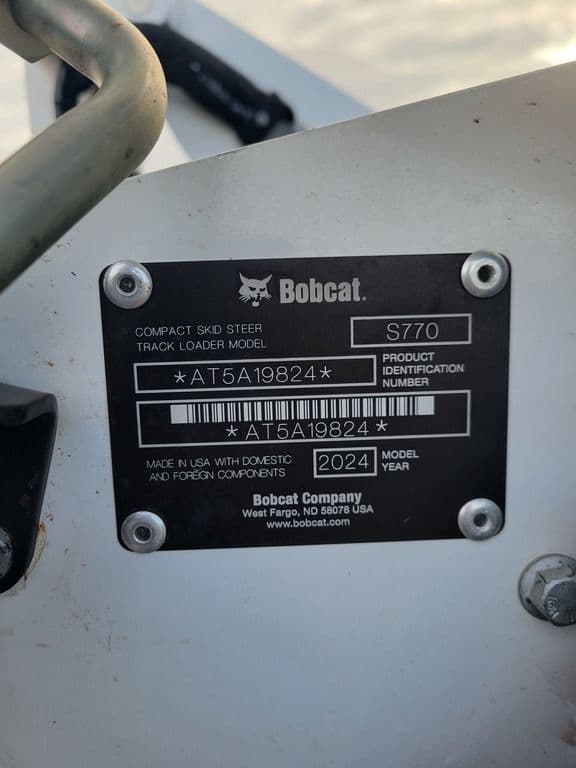 Bobcat.
COMPACT SKID STEER
TRACK LOADER MODEL
S770
*AT5A19824*
PRODUCT
IDENTIFICATION
NUMBER
*AT5A19824*
MADE IN USA WITH DOMESTIC
AND FOREIGN COMPONENTS
2024
MODEL
YEAR
Bobcat Company
West Fargo, ND 58078 USA
www.bobcat.com